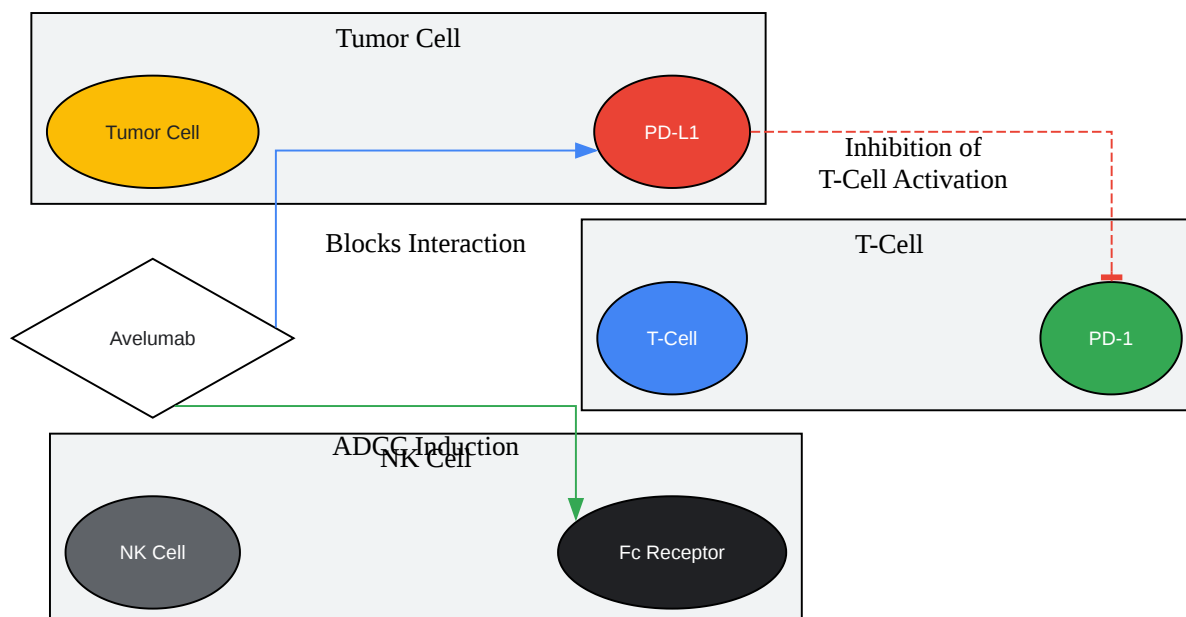 Tumor Cell
Tumor Cell
PD-L1
Inhibition of
T-Cell Activation
Blocks Interaction
T-Cell
Avelumab
T-Cell
PD-1
ADCC Induction
NK Cell
NK Cell
Fc Receptor